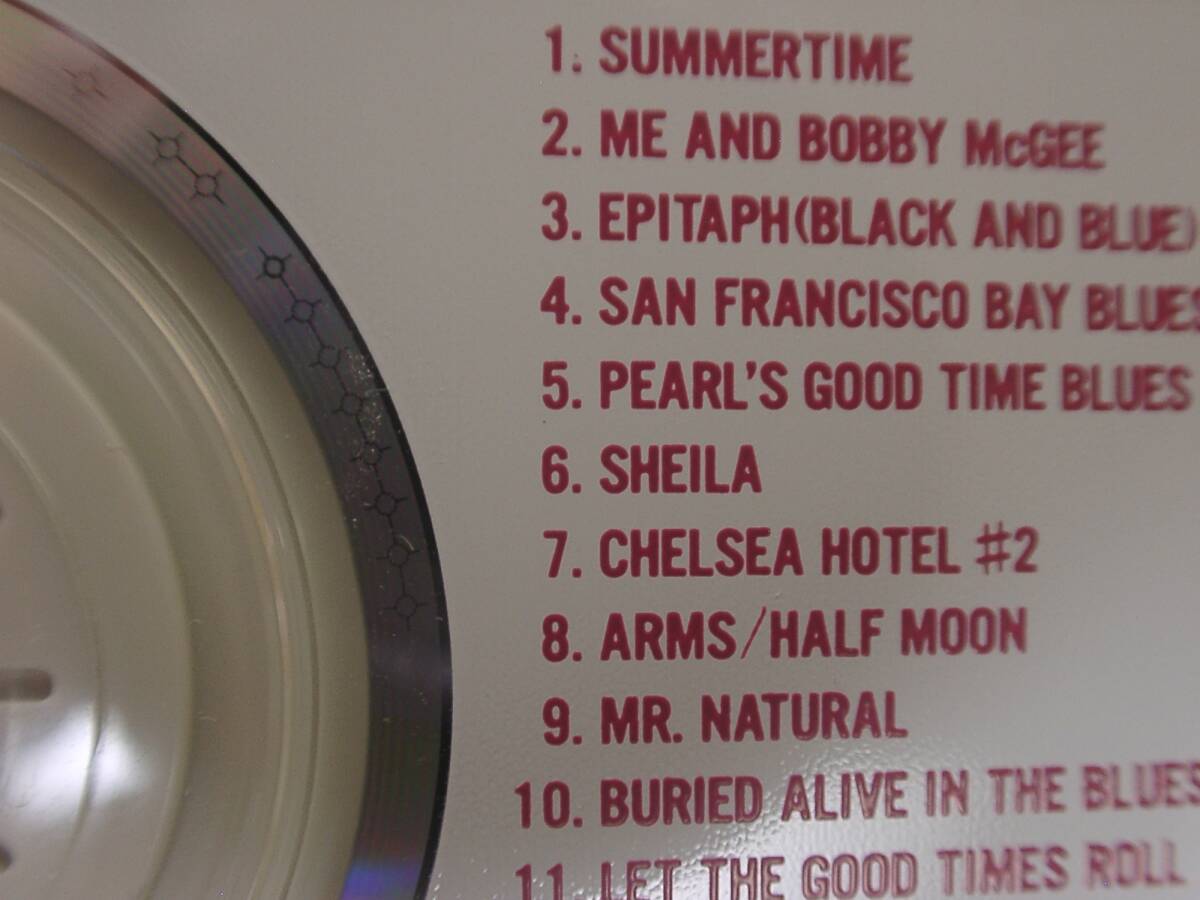 1. SUMMERTIME
2. ME AND BOBBY McGEE
3. EPITAPH(BLACK AND BLUE)
4. SAN FRANCISCO BAY BLUES
5. PEARL'S GOOD TIME BLUES
6. SHEILA
7. CHELSEA HOTEL #2
8. ARMS/HALF MOON
9. MR. NATURAL
10. BURIED ALIVE IN THE BLUES
11. LET THE GOOD TIMES ROLL